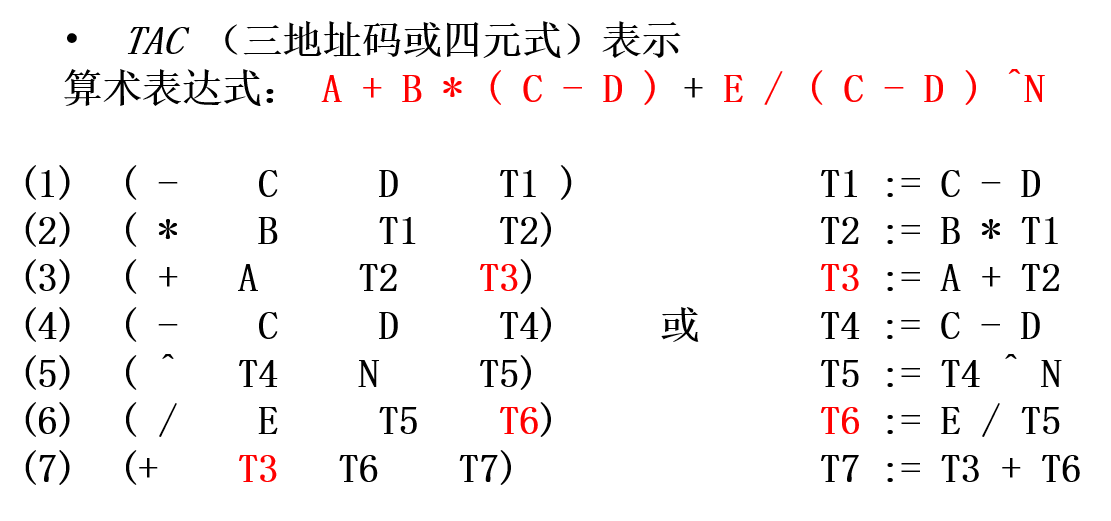 • TAC （三地址码或四元式）表示
算术表达式： A + B * ( C - D ) + E / ( C - D ) ^N
(1) ( - C D T1 ) T1 := C - D
(2) ( * B T1 T2) T2 := B * T1
(3) ( + A T2 T3) T3 := A + T2
(4) ( - C D T4) 或 T4 := C - D
(5) ( ^ T4 N T5) T5 := T4 ^ N
(6) ( / E T5 T6) T6 := E / T5
(7) (+ T3 T6 T7) T7 := T3 + T6